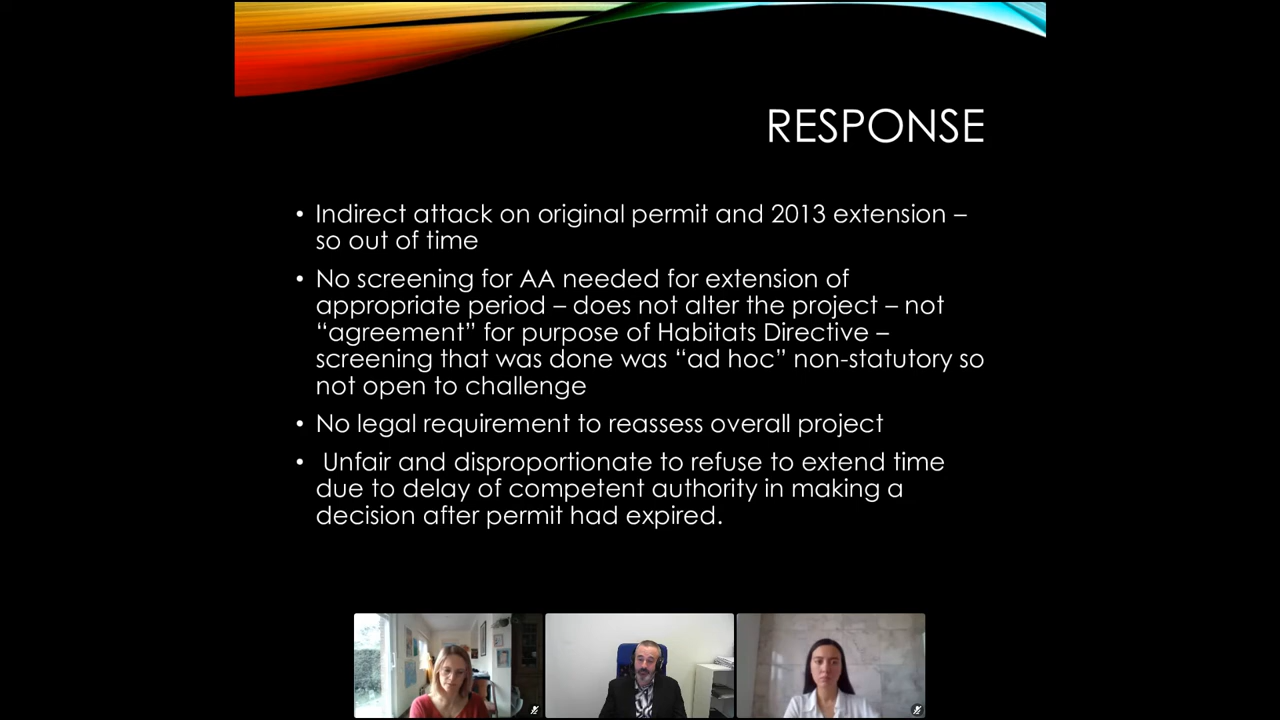 RESPONSE
• Indirect attack on original permit and 2013 extension –
so out of time
• No screening for AA needed for extension of
appropriate period – does not alter the project – not
“agreement” for purpose of Habitats Directive –
screening that was done was “ad hoc” non-statutory so
not open to challenge
• No legal requirement to reassess overall project
• Unfair and disproportionate to refuse to extend time
due to delay of competent authority in making a
decision after permit had expired.